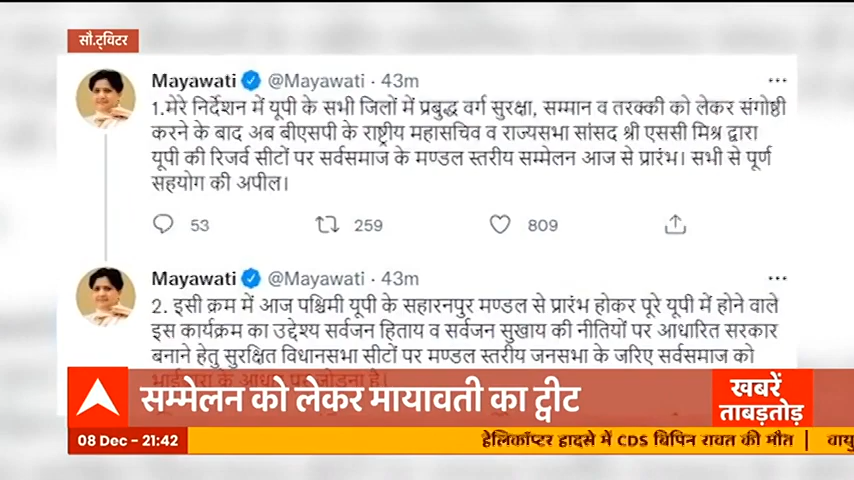 सौ.ट्विटर
Mayawati @Mayawati · 43m
1.मेरे निर्देशन में यूपी के सभी जिलों में प्रबुद्ध वर्ग सुरक्षा, सम्मान व तरक्की को लेकर संगोष्ठी
करने के बाद अब बीएसपी के राष्ट्रीय महासचिव व राज्यसभा सांसद श्री एससी मिश्र द्वारा
यूपी की रिजर्व सीटों पर सर्वसमाज के मण्डल स्तरीय सम्मेलन आज से प्रारंभ। सभी से पूर्ण
सहयोग की अपील।
53 259 809
Mayawati @Mayawati · 43m
2. इसी क्रम में आज पश्चिमी यूपी के सहारनपुर मण्डल से प्रारंभ होकर पूरे यूपी में होने वाले
इस कार्यक्रम का उद्देश्य सर्वजन हिताय व सर्वजन सुखाय की नीतियों पर आधारित सरकार
बनाने हेतु सुरक्षित विधानसभा सीटों पर मण्डल स्तरीय जनसभा के जरिए सर्वसमाज को
भाईचारा के आधार पर जोड़ना है।
सम्मेलन को लेकर मायावती का ट्वीट
खबरें
ताबड़तोड़
08 Dec - 21:42
हेलिकॉप्टर हादसे में CDS बिपिन रावत की मौत | वायु